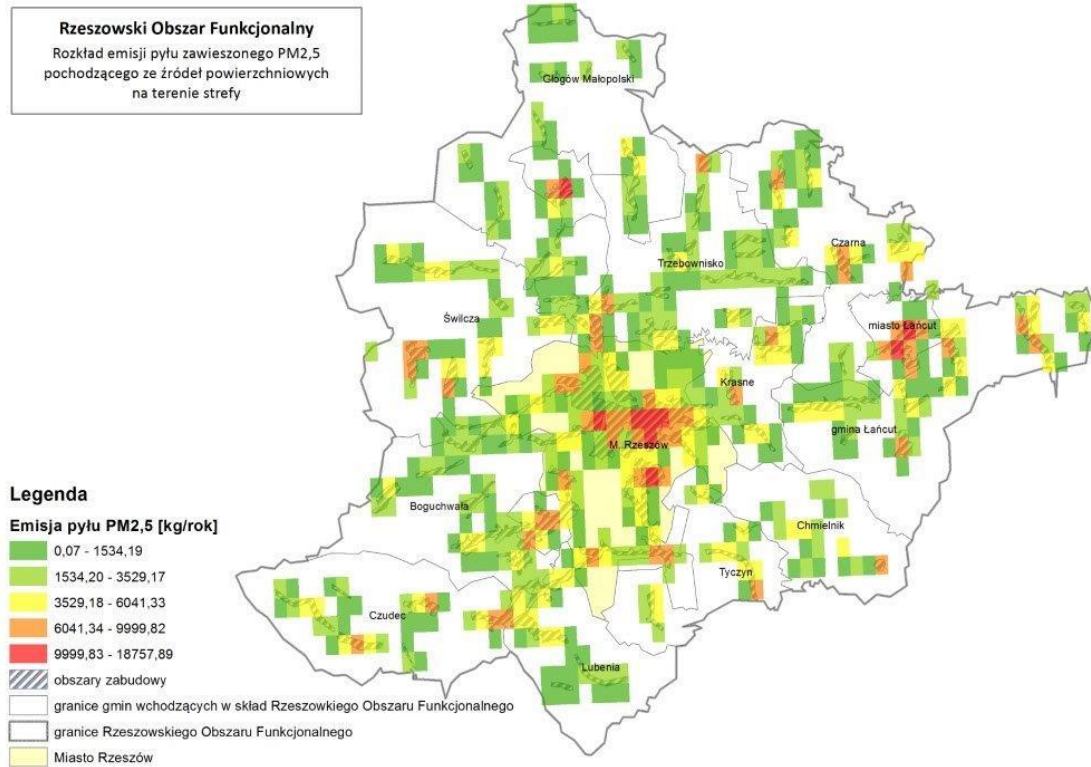 Rzeszowski Obszar Funkcjonalny
Rozkład emisji pyłu zawieszonego PM2,5
pochodzącego ze źródeł powierzchniowych
na terenie strefy
Głogów Małopolski
Czarna
Trzebownisko
Świlcza
miasto Łańcut
Krasne
gmina Łańcut
M. Rzeszów
Boguchwała
Chmielnik
Tyczyn
Czudec
Lubenia
Legenda
Emisja pyłu PM2,5 [kg/rok]
0,07 - 1534,19
1534,20 - 3529,17
3529,18 - 6041,33
6041,34 - 9999,82
9999,83 - 18757,89
obszary zabudowy
granice gmin wchodzących w skład Rzeszowkiego Obszaru Funkcjonalnego
granice Rzeszowskiego Obszaru Funkcjonalnego
Miasto Rzeszów